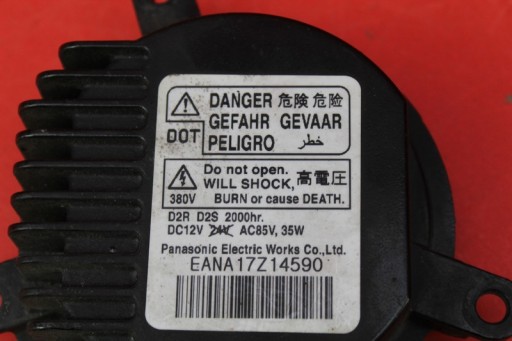 DANGER 危険 危险
GEFAHR GEVAAR
PELIGRO خطر
DOT
Do not open.
WILL SHOCK, 高電圧
BURN or cause DEATH.
380V
D2R D2S 2000hr.
DC12V 24V AC85V, 35W
Panasonic Electric Works Co.,Ltd.
EANA17Z14590